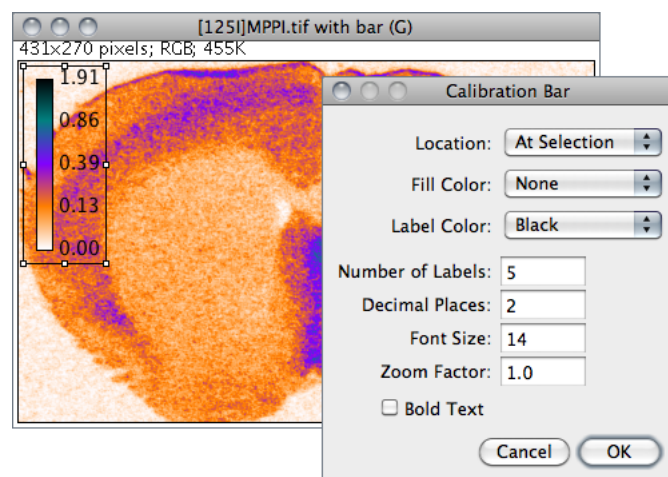 [125I]MPPI.tif with bar (G)
431x270 pixels; RGB; 455K
1.91
0.86
0.39
0.13
0.00
Calibration Bar
Location: At Selection
Fill Color: None
Label Color: Black
Number of Labels: 5
Decimal Places: 2
Font Size: 14
Zoom Factor: 1.0
Bold Text
Cancel OK